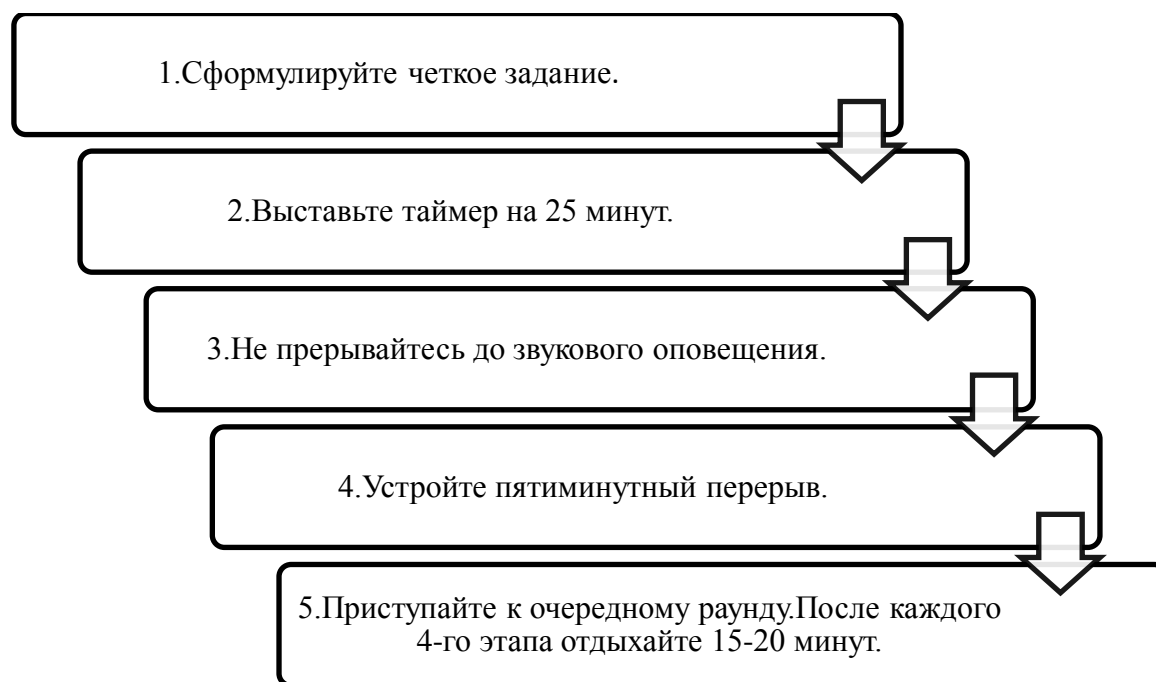 1.Сформулируйте четкое задание.
2.Выставьте таймер на 25 минут.
3.Не прерывайтесь до звукового оповещения.
4.Устройте пятиминутный перерыв.
5.Приступайте к очередному раунду.После каждого
4-го этапа отдыхайте 15-20 минут.